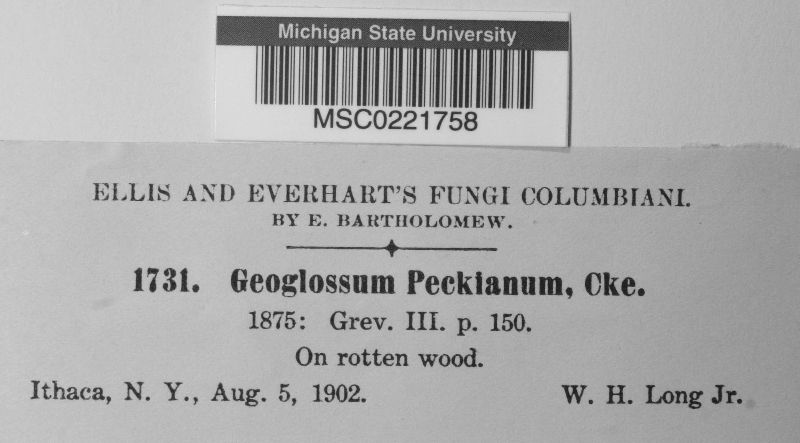 Michigan State University
MSC0221758
ELLIS AND EVERHART'S FUNGI COLUMBIANI.
BY E. BARTHOLOMEW.
1731. Geoglossum Peckianum, Cke.
1875: Grev. III. p. 150.
On rotten wood.
Ithaca, N. Y., Aug. 5, 1902. W. H. Long Jr.